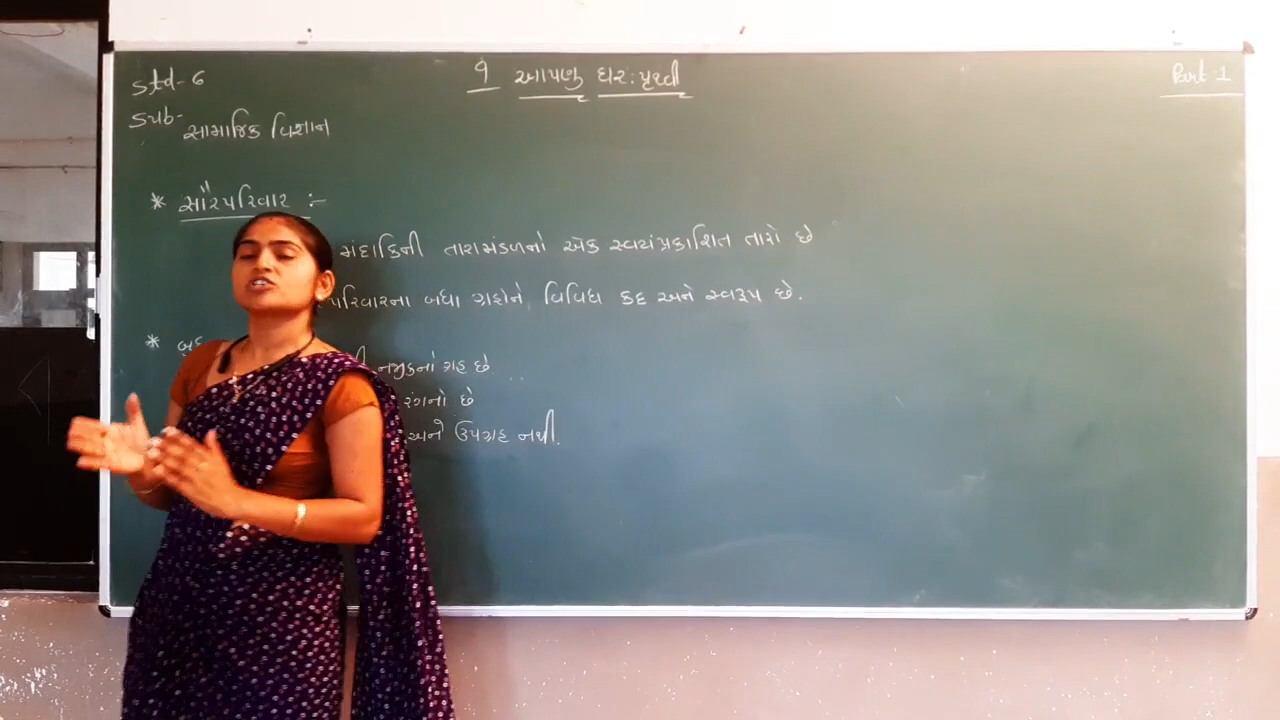 Std-6
૧ આપણું ઘર: પૃથ્વી
Part-1
Sub- સામાજિક વિજ્ઞાન
* સૌરપરિવાર :-
મંદાકિની તારામંડળનો એક સ્વયંપ્રકાશિત તારો છે
પરિવારના બધા ગ્રહોને, વિવિધ કદ અને સ્વરૂપ છે.
* બુધ
નજીકનો ગ્રહ છે.
રંગનો છે
અને ઉપગ્રહ નથી.